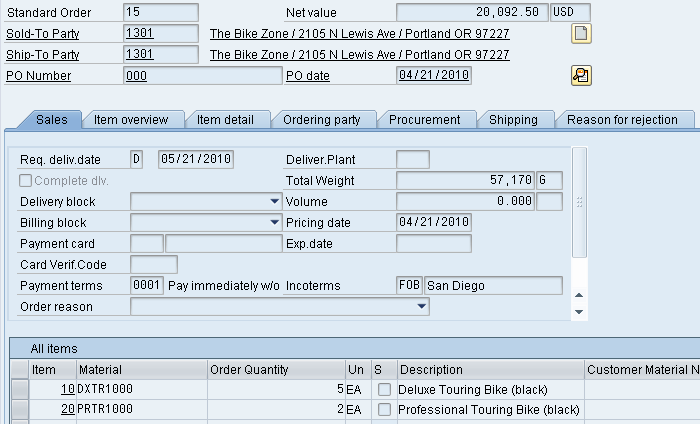 Standard Order 15 Net value 20,092.50 USD
Sold-To Party 1301 The Bike Zone / 2105 N Lewis Ave / Portland OR 97227
Ship-To Party 1301 The Bike Zone / 2105 N Lewis Ave / Portland OR 97227
PO Number 000 PO date 04/21/2010
Sales Item overview Item detail Ordering party Procurement Shipping Reason for rejection
Req. deliv.date D 05/21/2010 Deliver.Plant
Complete dlv. Total Weight 57,170 G
Delivery block Volume 0.000
Billing block Pricing date 04/21/2010
Payment card Exp.date
Card Verif.Code
Payment terms 0001 Pay immediately w/o Incoterms FOB San Diego
Order reason
All items
Item Material Order Quantity Un S Description Customer Material N
10 DXTR1000 5 EA Deluxe Touring Bike (black)
20 PRTR1000 2 EA Professional Touring Bike (black)